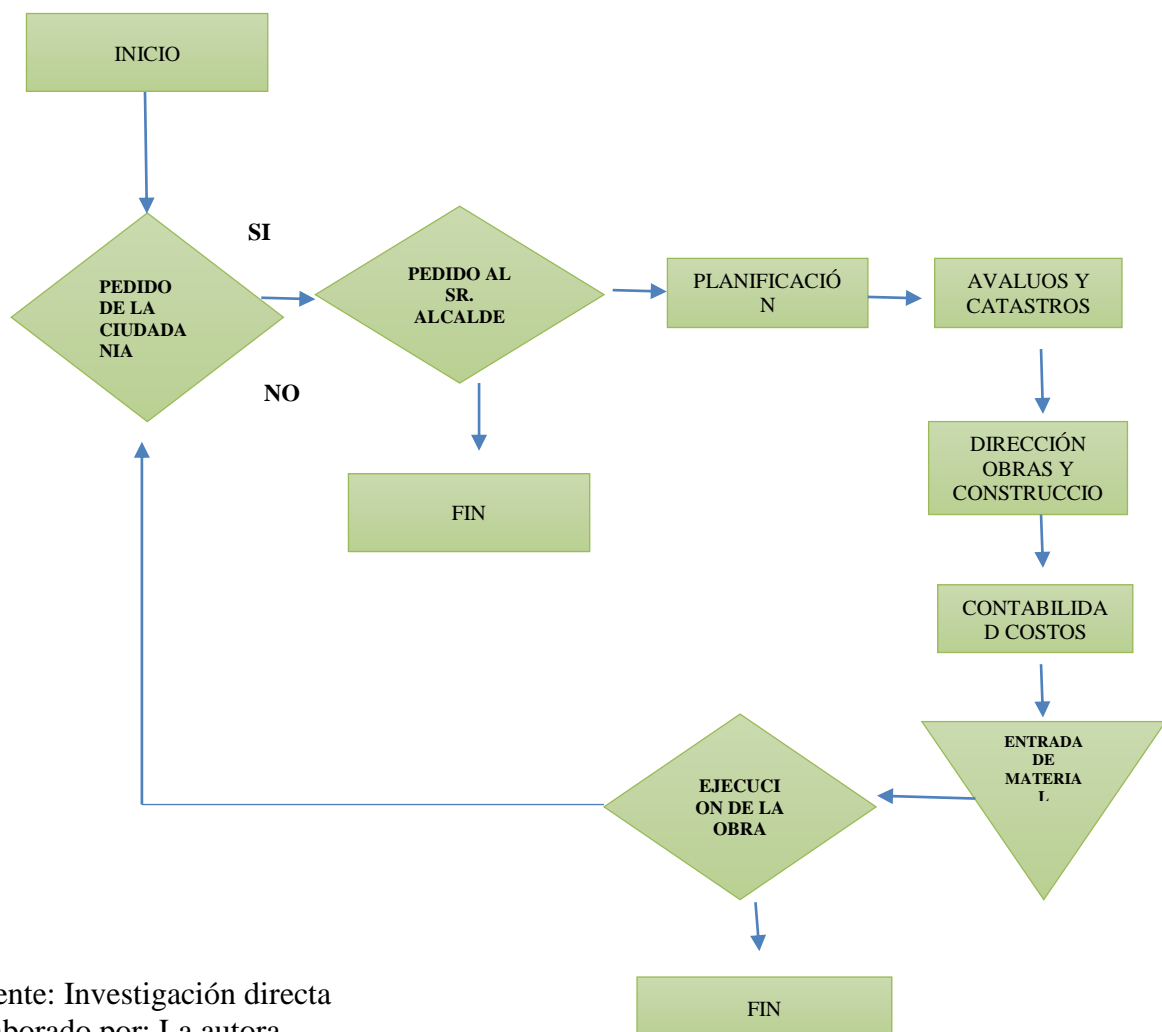 INICIO
SI
PEDIDO
DE LA
CIUDADA
NIA
PEDIDO AL
SR.
ALCALDE
PLANIFICACIÓ
N
AVALUOS Y
CATASTROS
NO
FIN
DIRECCIÓN
OBRAS Y
CONSTRUCCIO
CONTABILIDA
D COSTOS
ENTRADA
DE
MATERIA
L
EJECUCI
ON DE LA
OBRA
FIN
ente: Investigación directa
aborado por: La autora